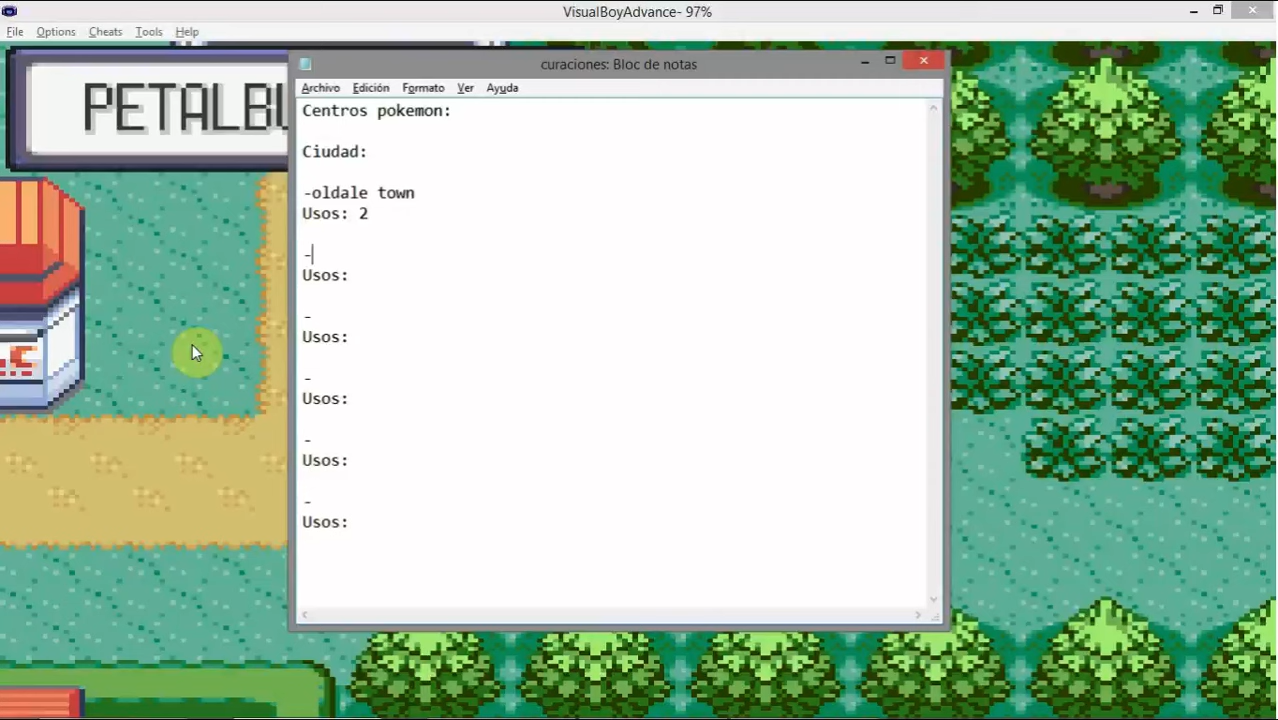 VisualBoyAdvance- 97%
File Options Cheats Tools Help
PETALBU
curaciones: Bloc de notas
Archivo Edición Formato Ver Ayuda
Centros pokemon:
Ciudad:
-oldale town
Usos: 2
-
Usos:
-
Usos:
-
Usos:
-
Usos:
-
Usos: